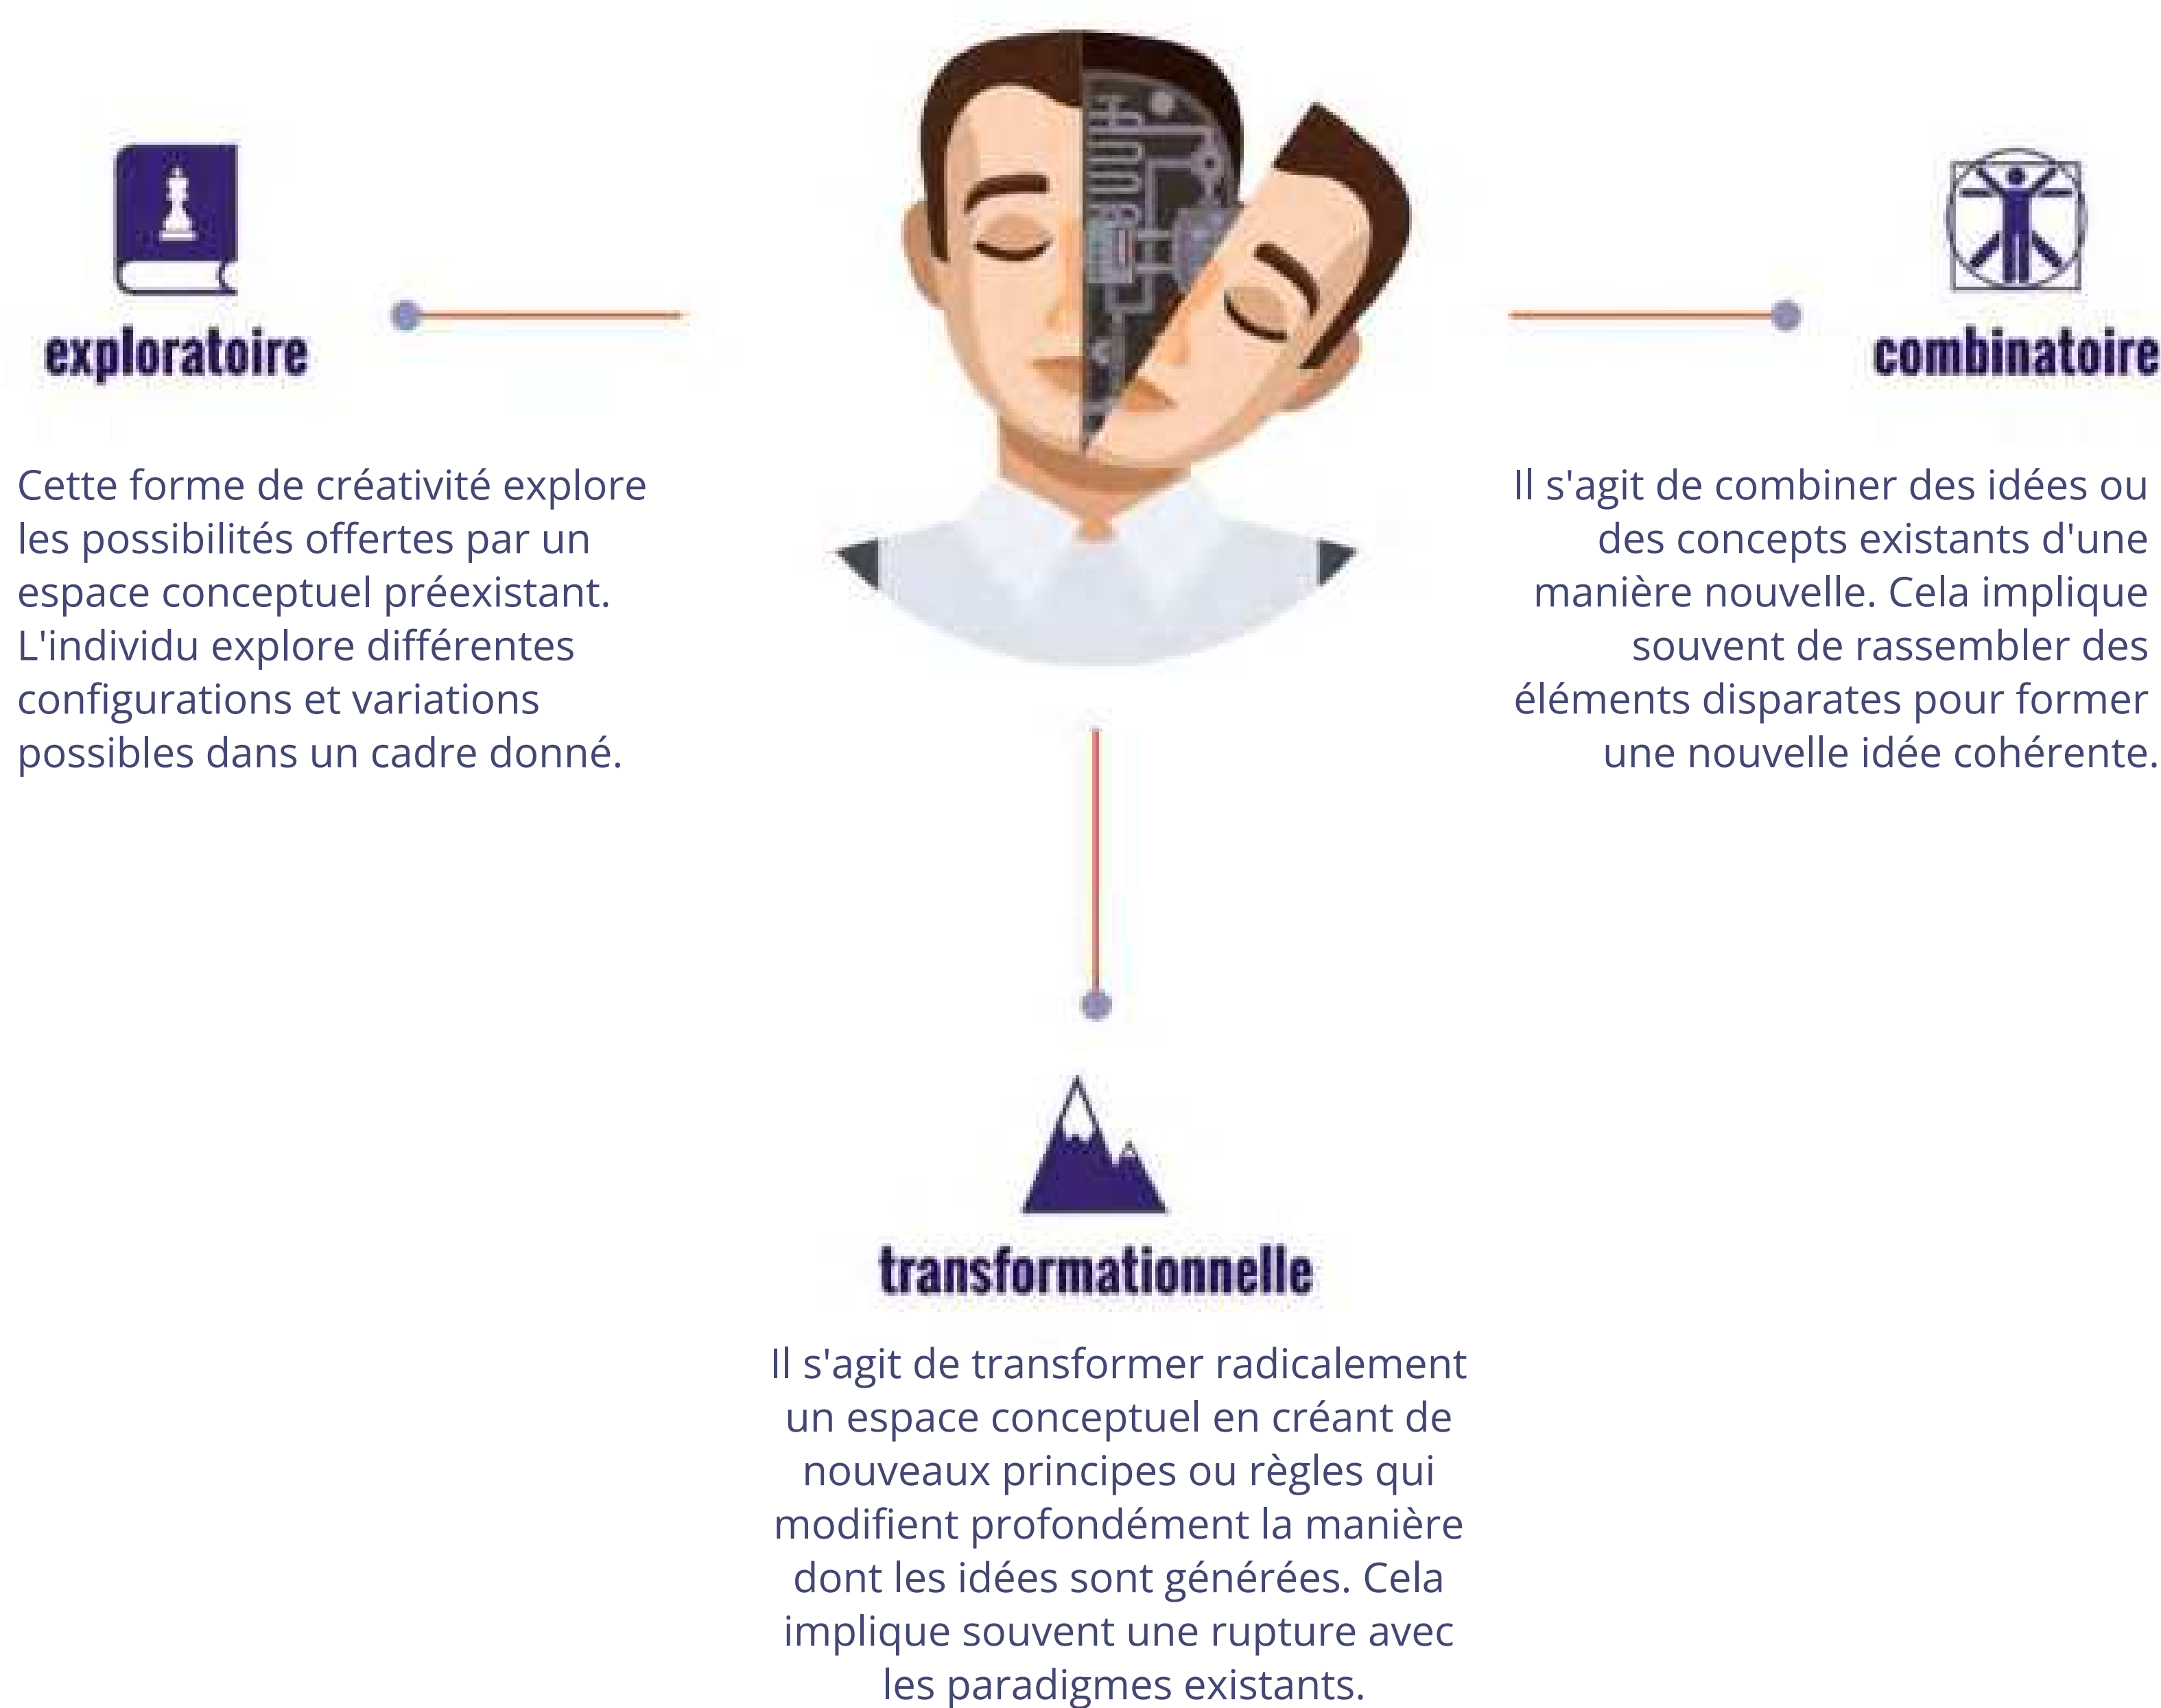 exploratoire
Cette forme de créativité explore
les possibilités offertes par un
espace conceptuel préexistant.
L'individu explore différentes
configurations et variations
possibles dans un cadre donné.
combinatoire
Il s'agit de combiner des idées ou
des concepts existants d'une
manière nouvelle. Cela implique
souvent de rassembler des
éléments disparates pour former
une nouvelle idée cohérente.
transformationnelle
Il s'agit de transformer radicalement
un espace conceptuel en créant de
nouveaux principes ou règles qui
modifient profondément la manière
dont les idées sont générées. Cela
implique souvent une rupture avec
les paradigmes existants.